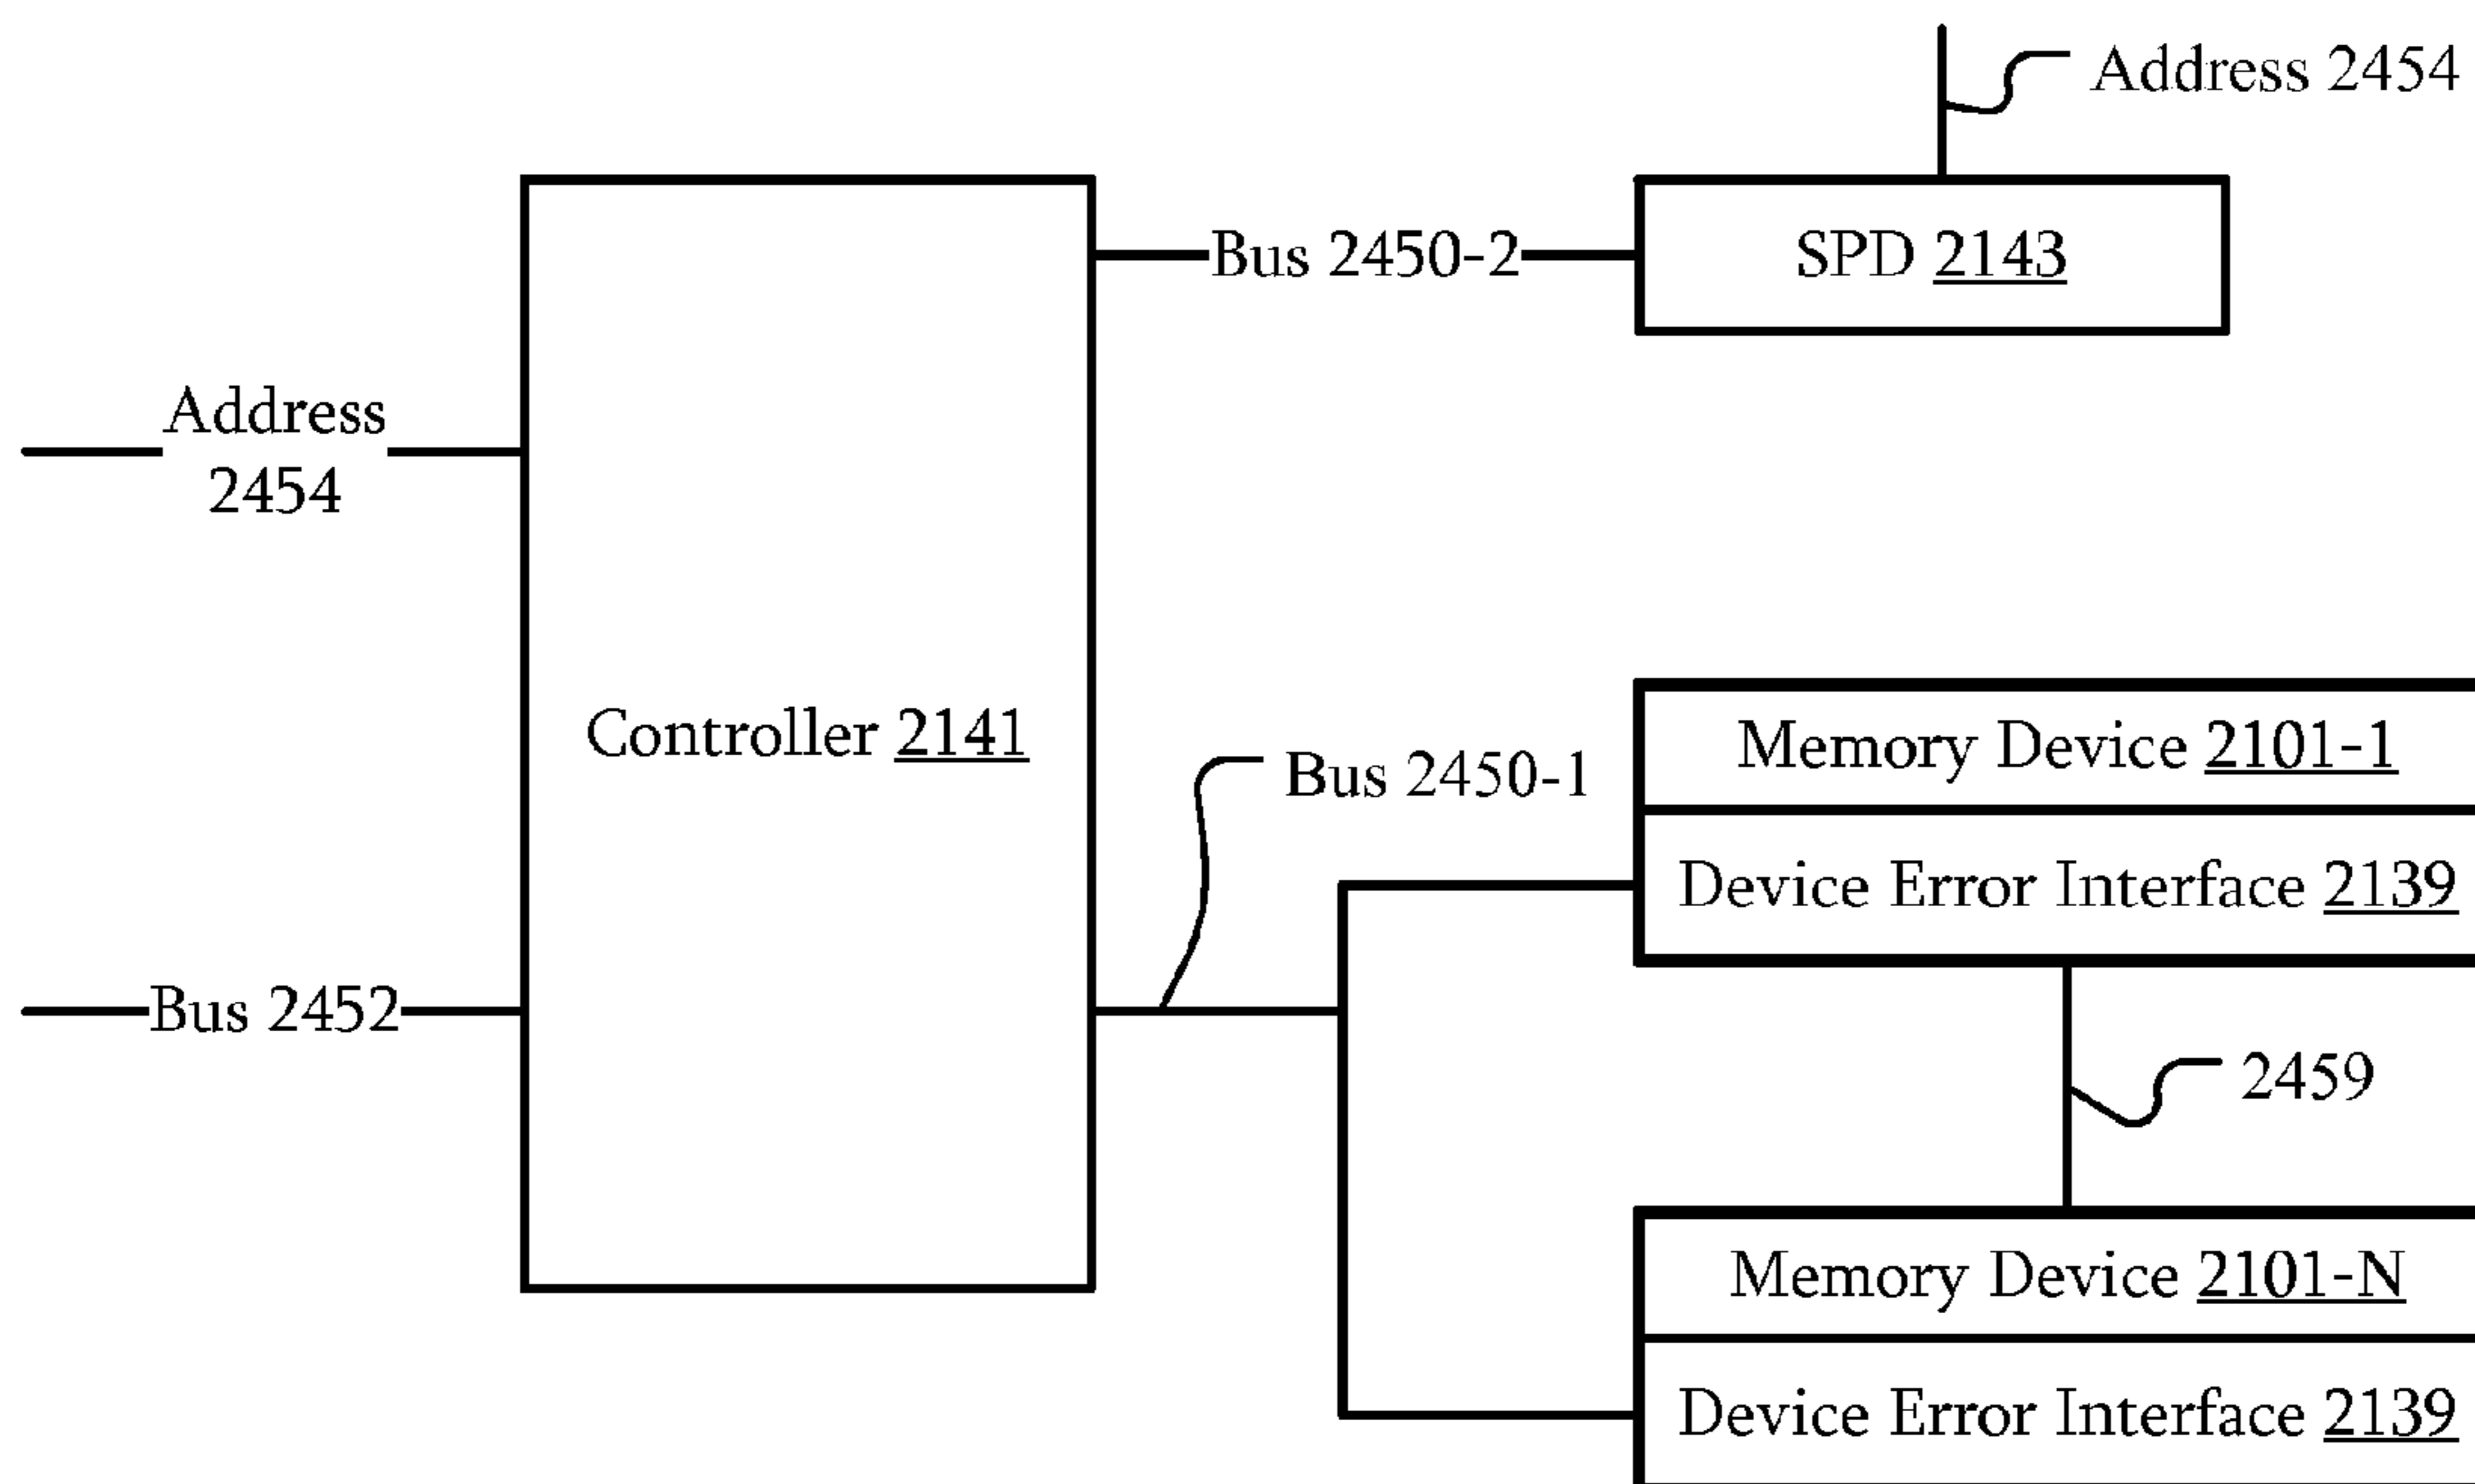 Address 2454
Bus 2450-2
SPD 2143
Address
2454
Controller 2141
Memory Device 2101-1
Bus 2450-1
Device Error Interface 2139
Bus 2452
2459
Memory Device 2101-N
Device Error Interface 2139